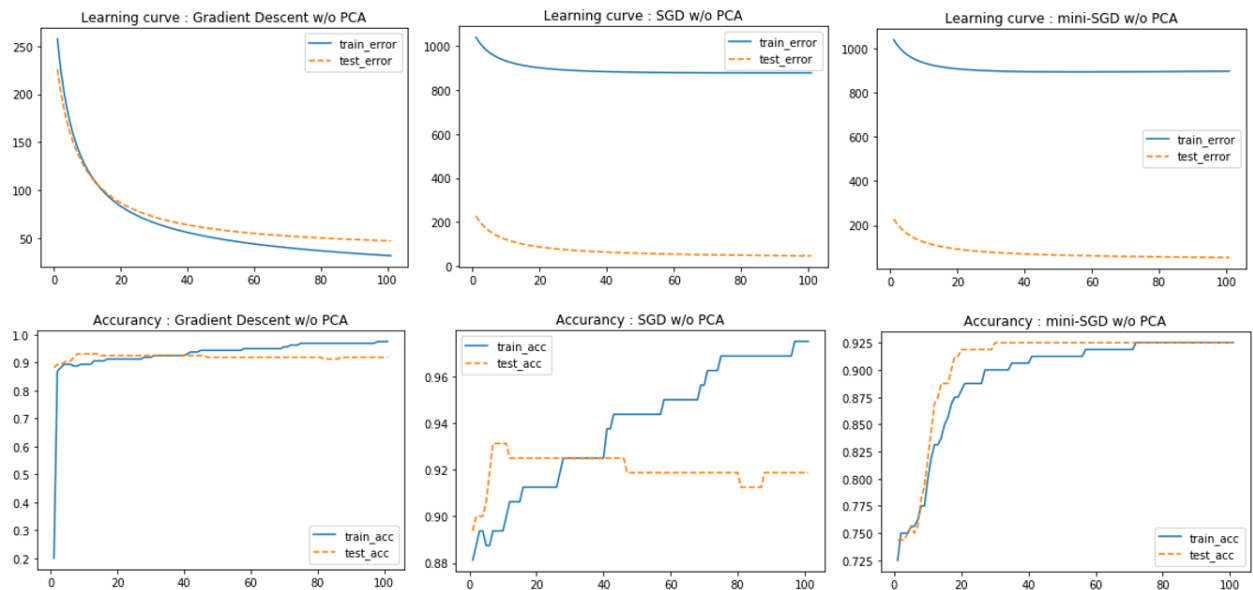 Learning curve : Gradient Descent w/o PCA
250
200
150
100
50
0 20 40 60 80 100
train_error
test_error
Learning curve : SGD w/o PCA
1000
800
600
400
200
0
0 20 40 60 80 100
train_error
test_error
Learning curve : mini-SGD w/o PCA
1000
800
600
400
200
0 20 40 60 80 100
train_error
test_error
Accurancy : Gradient Descent w/o PCA
1.0
0.9
0.8
0.7
0.6
0.5
0.4
0.3
0.2
0 20 40 60 80 100
train_acc
test_acc
Accurancy : SGD w/o PCA
0.96
0.94
0.92
0.90
0.88
0 20 40 60 80 100
train_acc
test_acc
Accurancy : mini-SGD w/o PCA
0.925
0.900
0.875
0.850
0.825
0.800
0.775
0.750
0.725
0 20 40 60 80 100
train_acc
test_acc